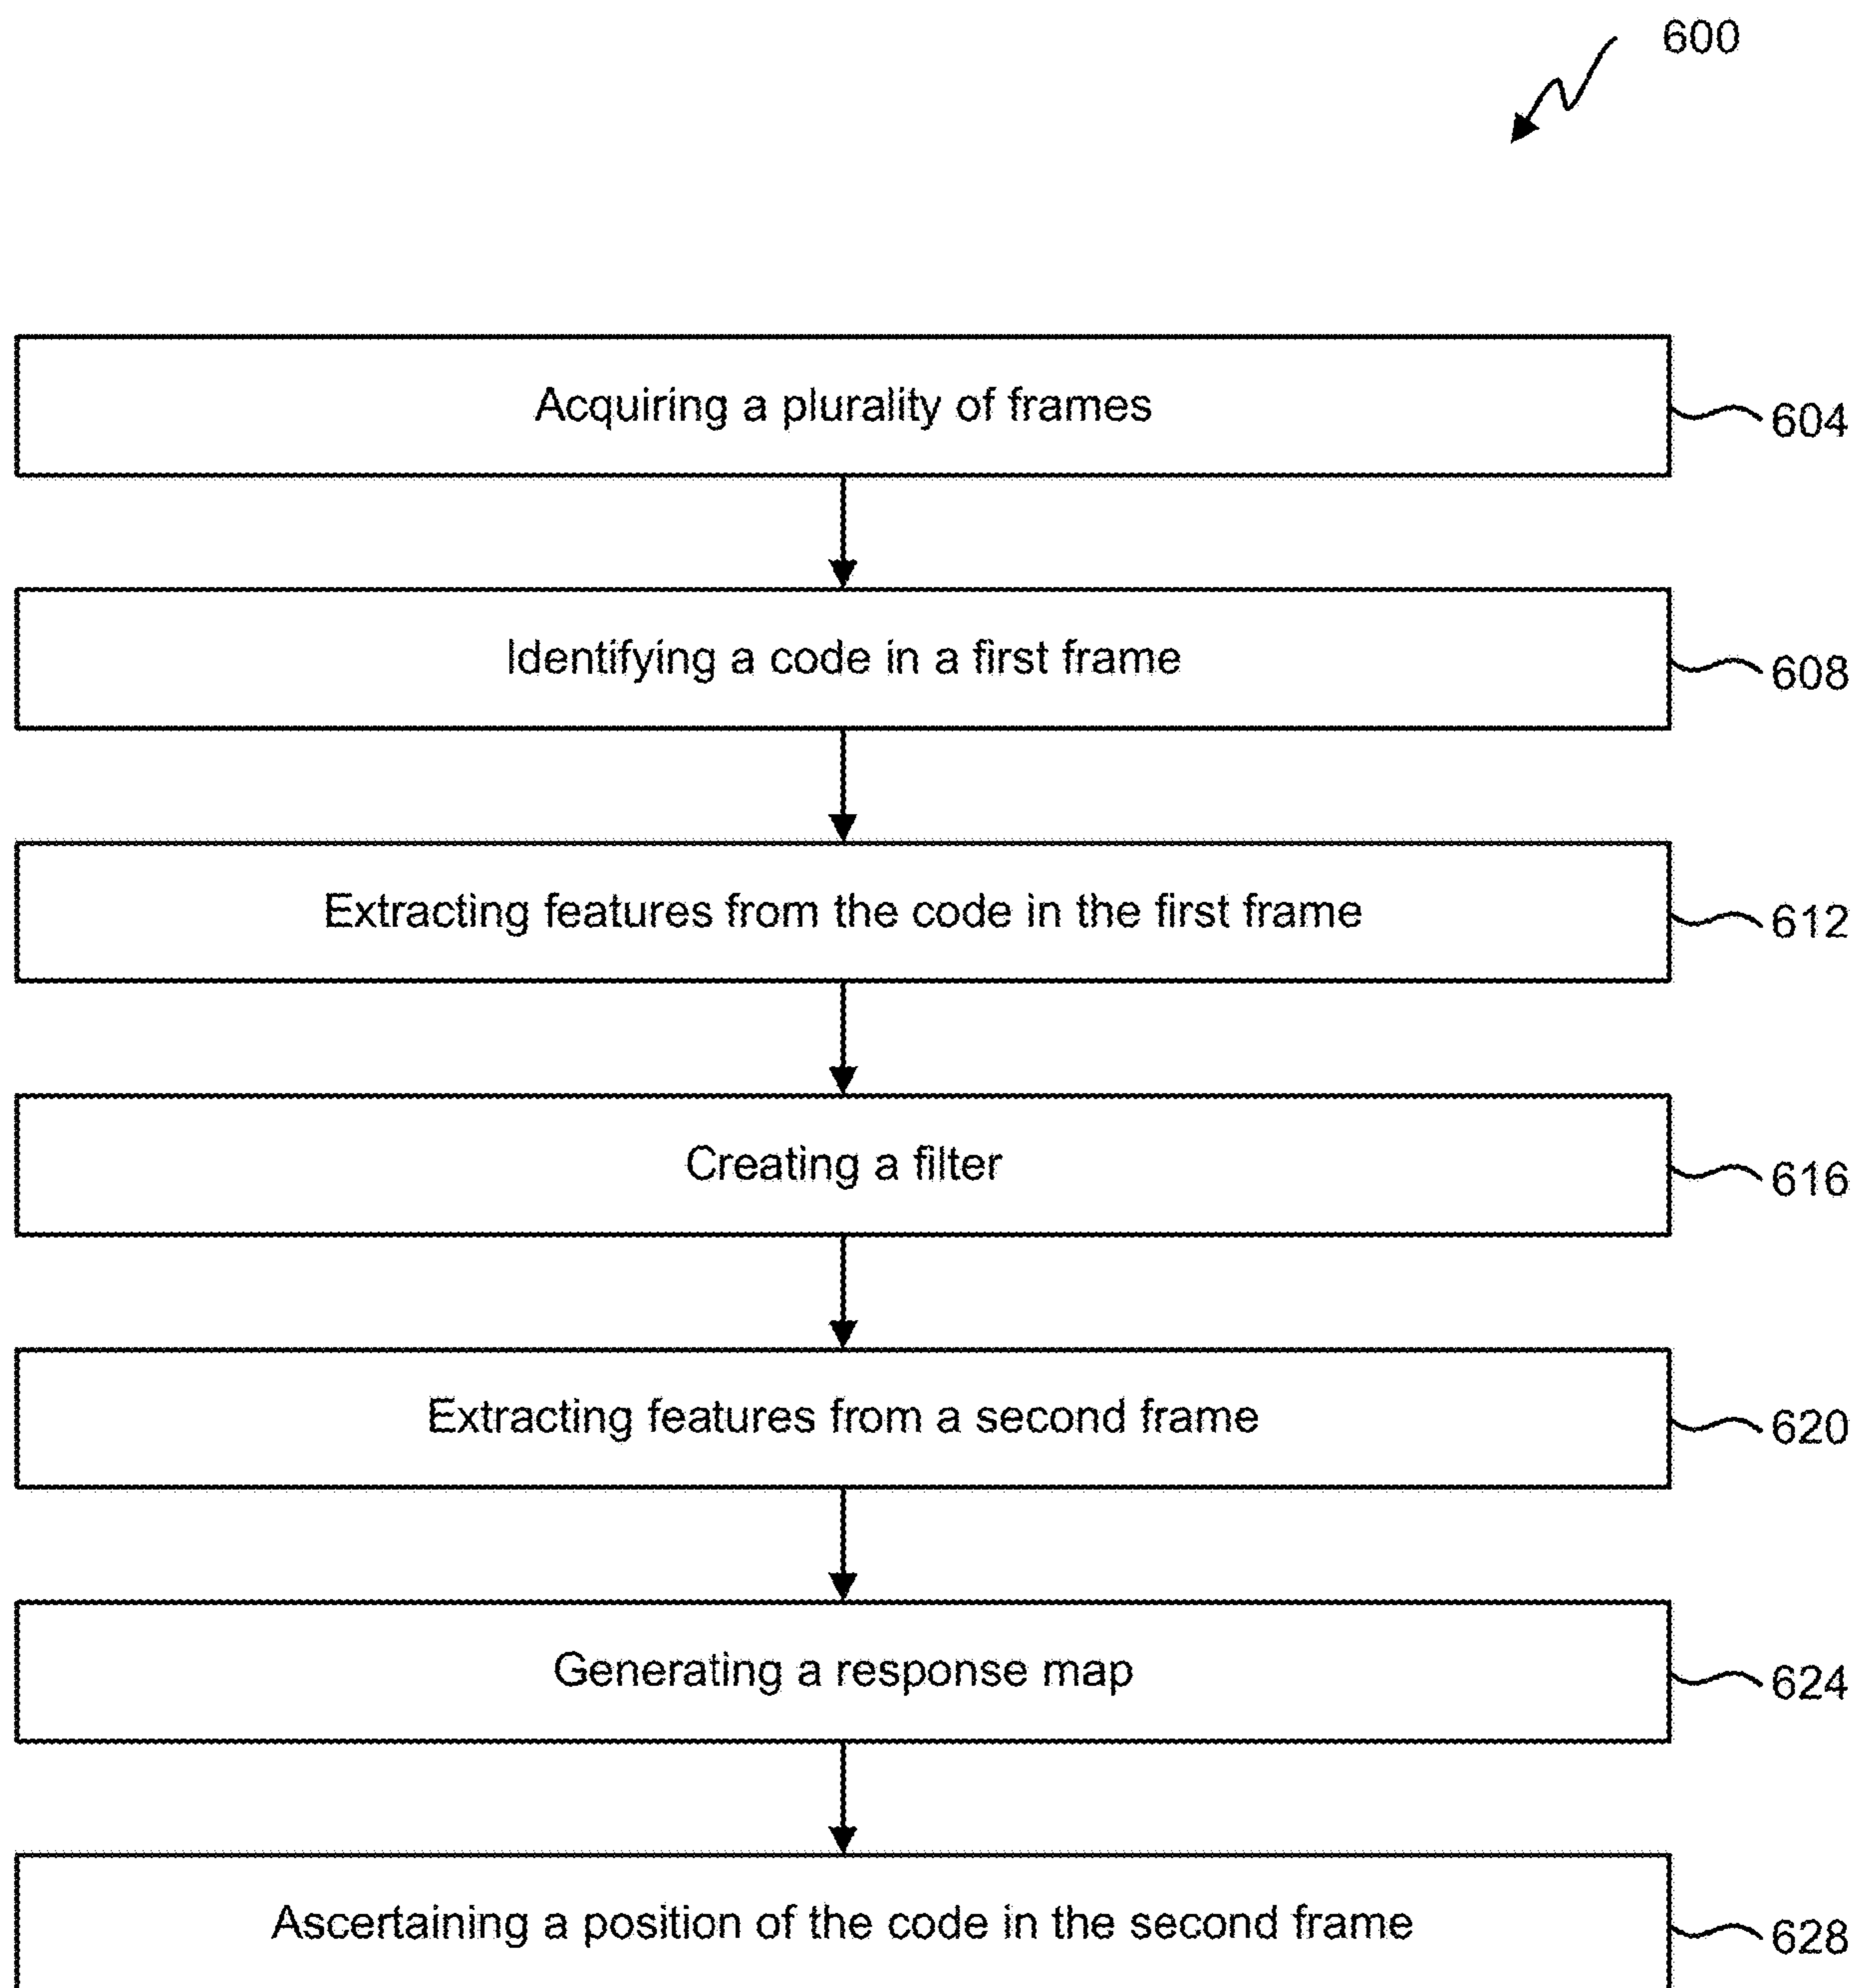 600
Acquiring a plurality of frames
604
Identifying a code in a first frame
608
Extracting features from the code in the first frame
612
Creating a filter
616
Extracting features from a second frame
620
Generating a response map
624
Ascertaining a position of the code in the second frame
628